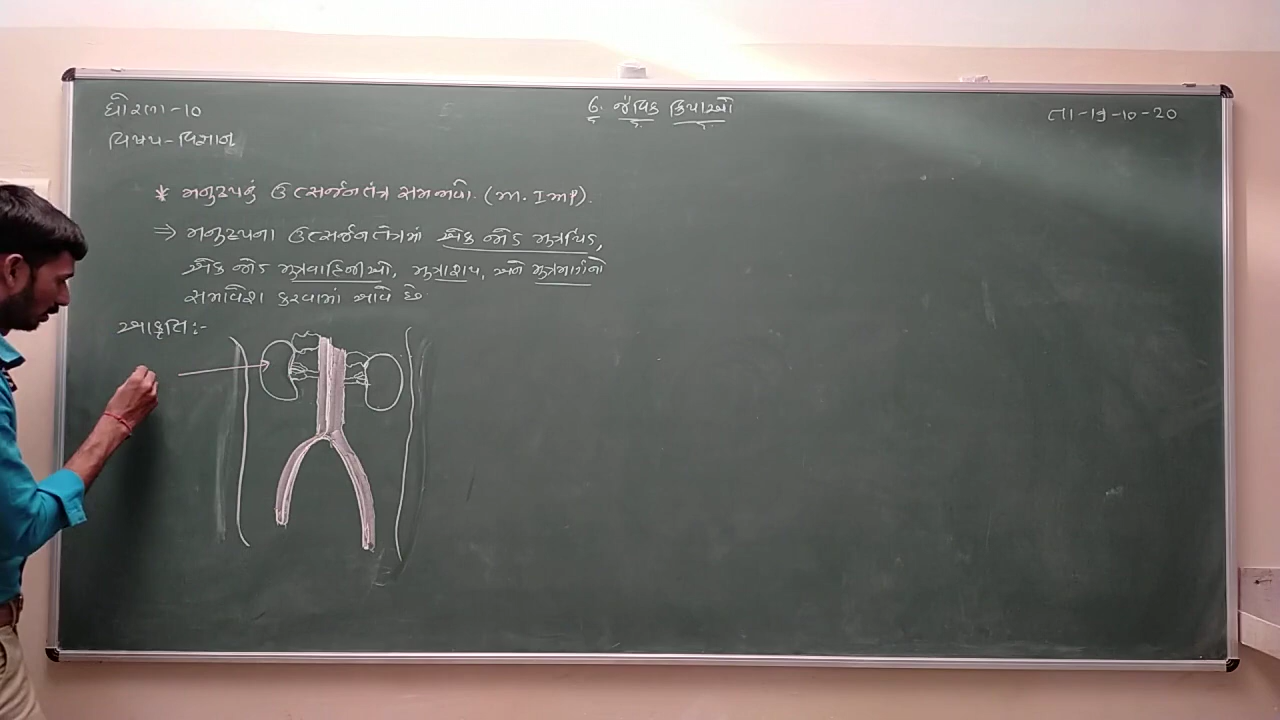 ધોરણ-10
વિષય-વિજ્ઞાન
6. જૈવિક ક્રિયાઓ
તા-19-10-20
* મનુષ્યનું ઉત્સર્જનતંત્ર સમજાવો. (m. Imp).
⇒ મનુષ્યના ઉત્સર્જનતંત્રમાં એક જોડ મૂત્રપિંડ,
એક જોડ મૂત્રવાહિનીઓ, મૂત્રાશય, અને મૂત્રમાર્ગનો
સમાવેશ કરવામાં આવે છે
આકૃતિ:-